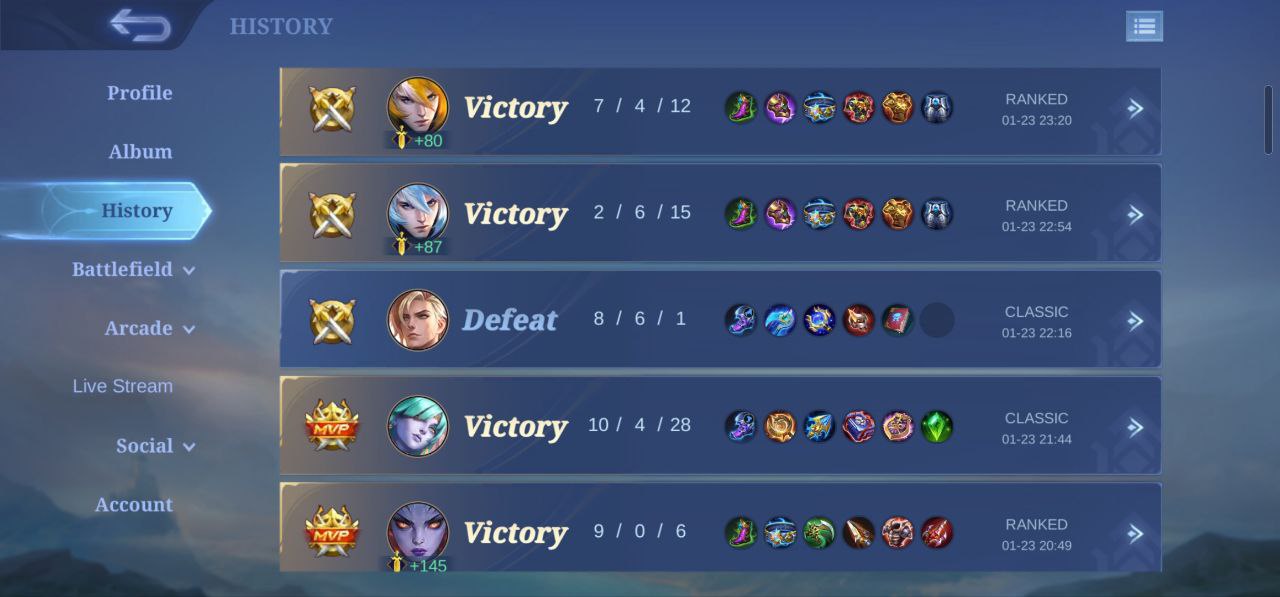 HISTORY
Profile
Album
History
Battlefield
Arcade
Live Stream
Social
Account
Victory 7 / 4 / 12 RANKED
+80 01-23 23:20
Victory 2 / 6 / 15 RANKED
+87 01-23 22:54
Defeat 8 / 6 / 1 CLASSIC
01-23 22:16
MVP Victory 10 / 4 / 28 CLASSIC
01-23 21:44
MVP Victory 9 / 0 / 6 RANKED
+145 01-23 20:49